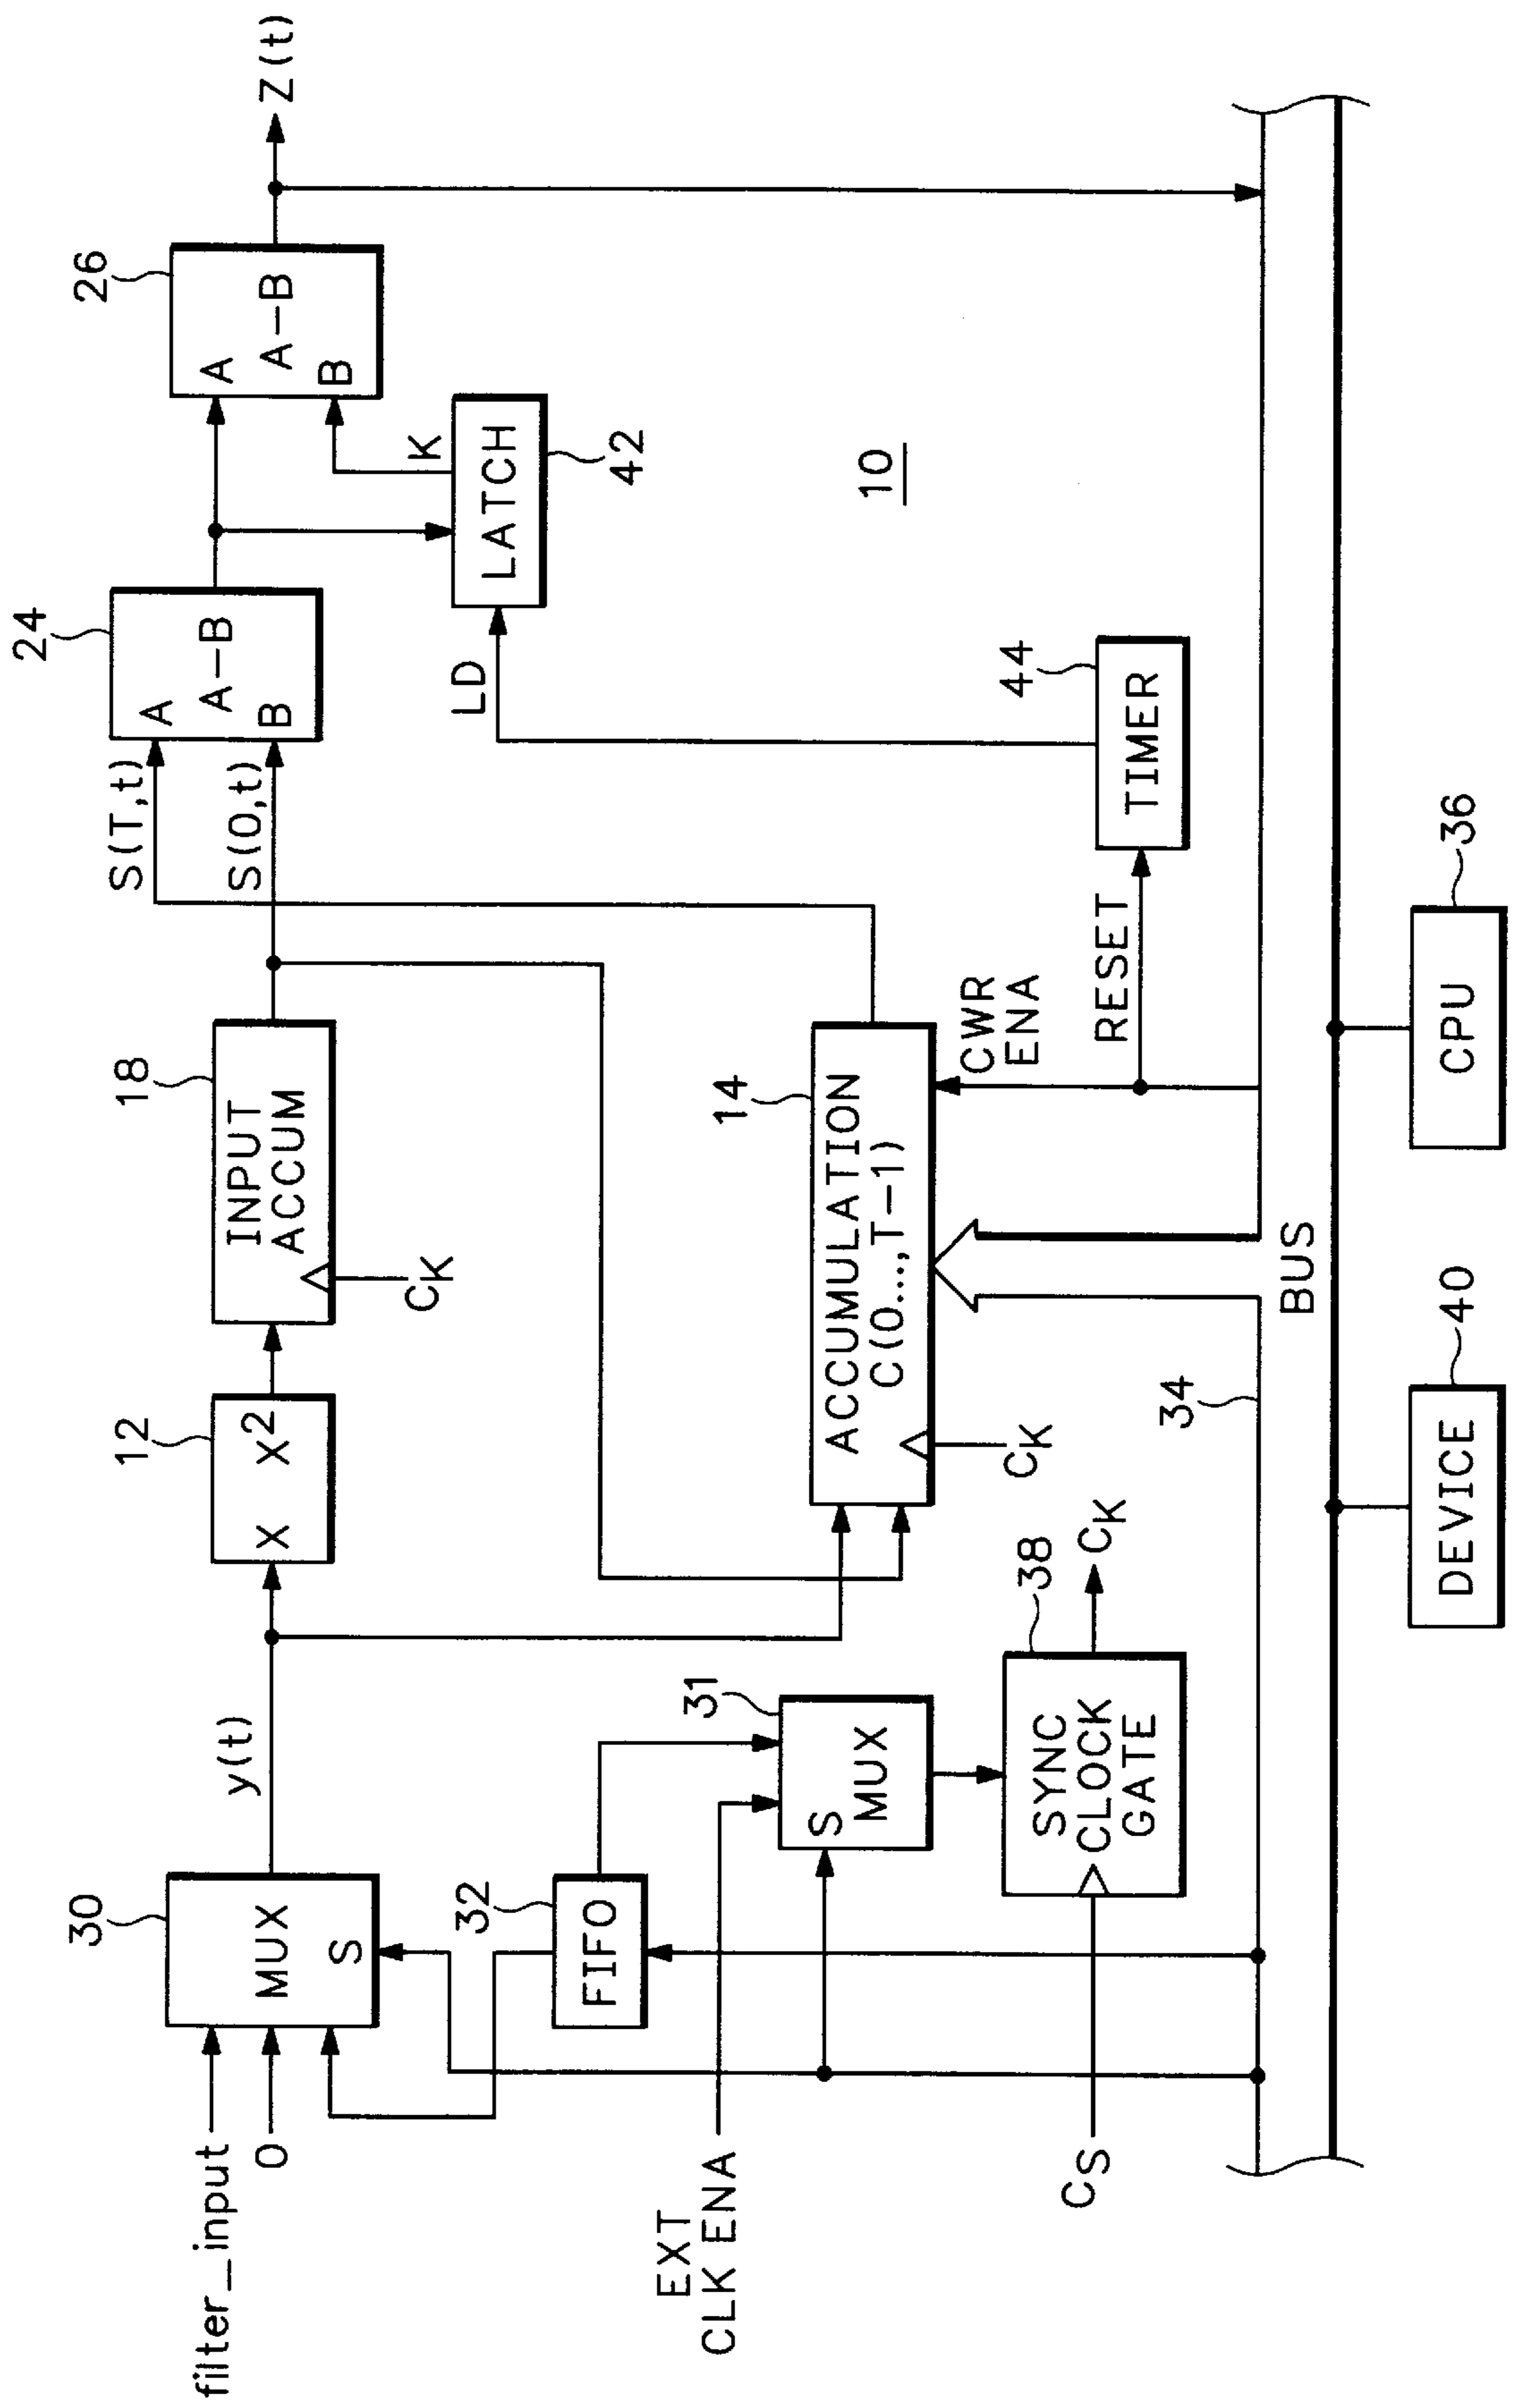 filter_input
0
30
MUX
S
y(t)
12
X X2
18
INPUT
ACCUM
CK
S(T,t)
S(0,t)
24
A
A-B
B
26
A
A-B
B
Z(t)
K
LATCH
42
LD
32
FIFO
EXT
CLK ENA
31
S
MUX
14
ACCUMULATION
C(0...,T-1)
CK
CWR
ENA
RESET
44
TIMER
10
38
SYNC
CLOCK
GATE
CK
CS
34
BUS
DEVICE
40
CPU
36